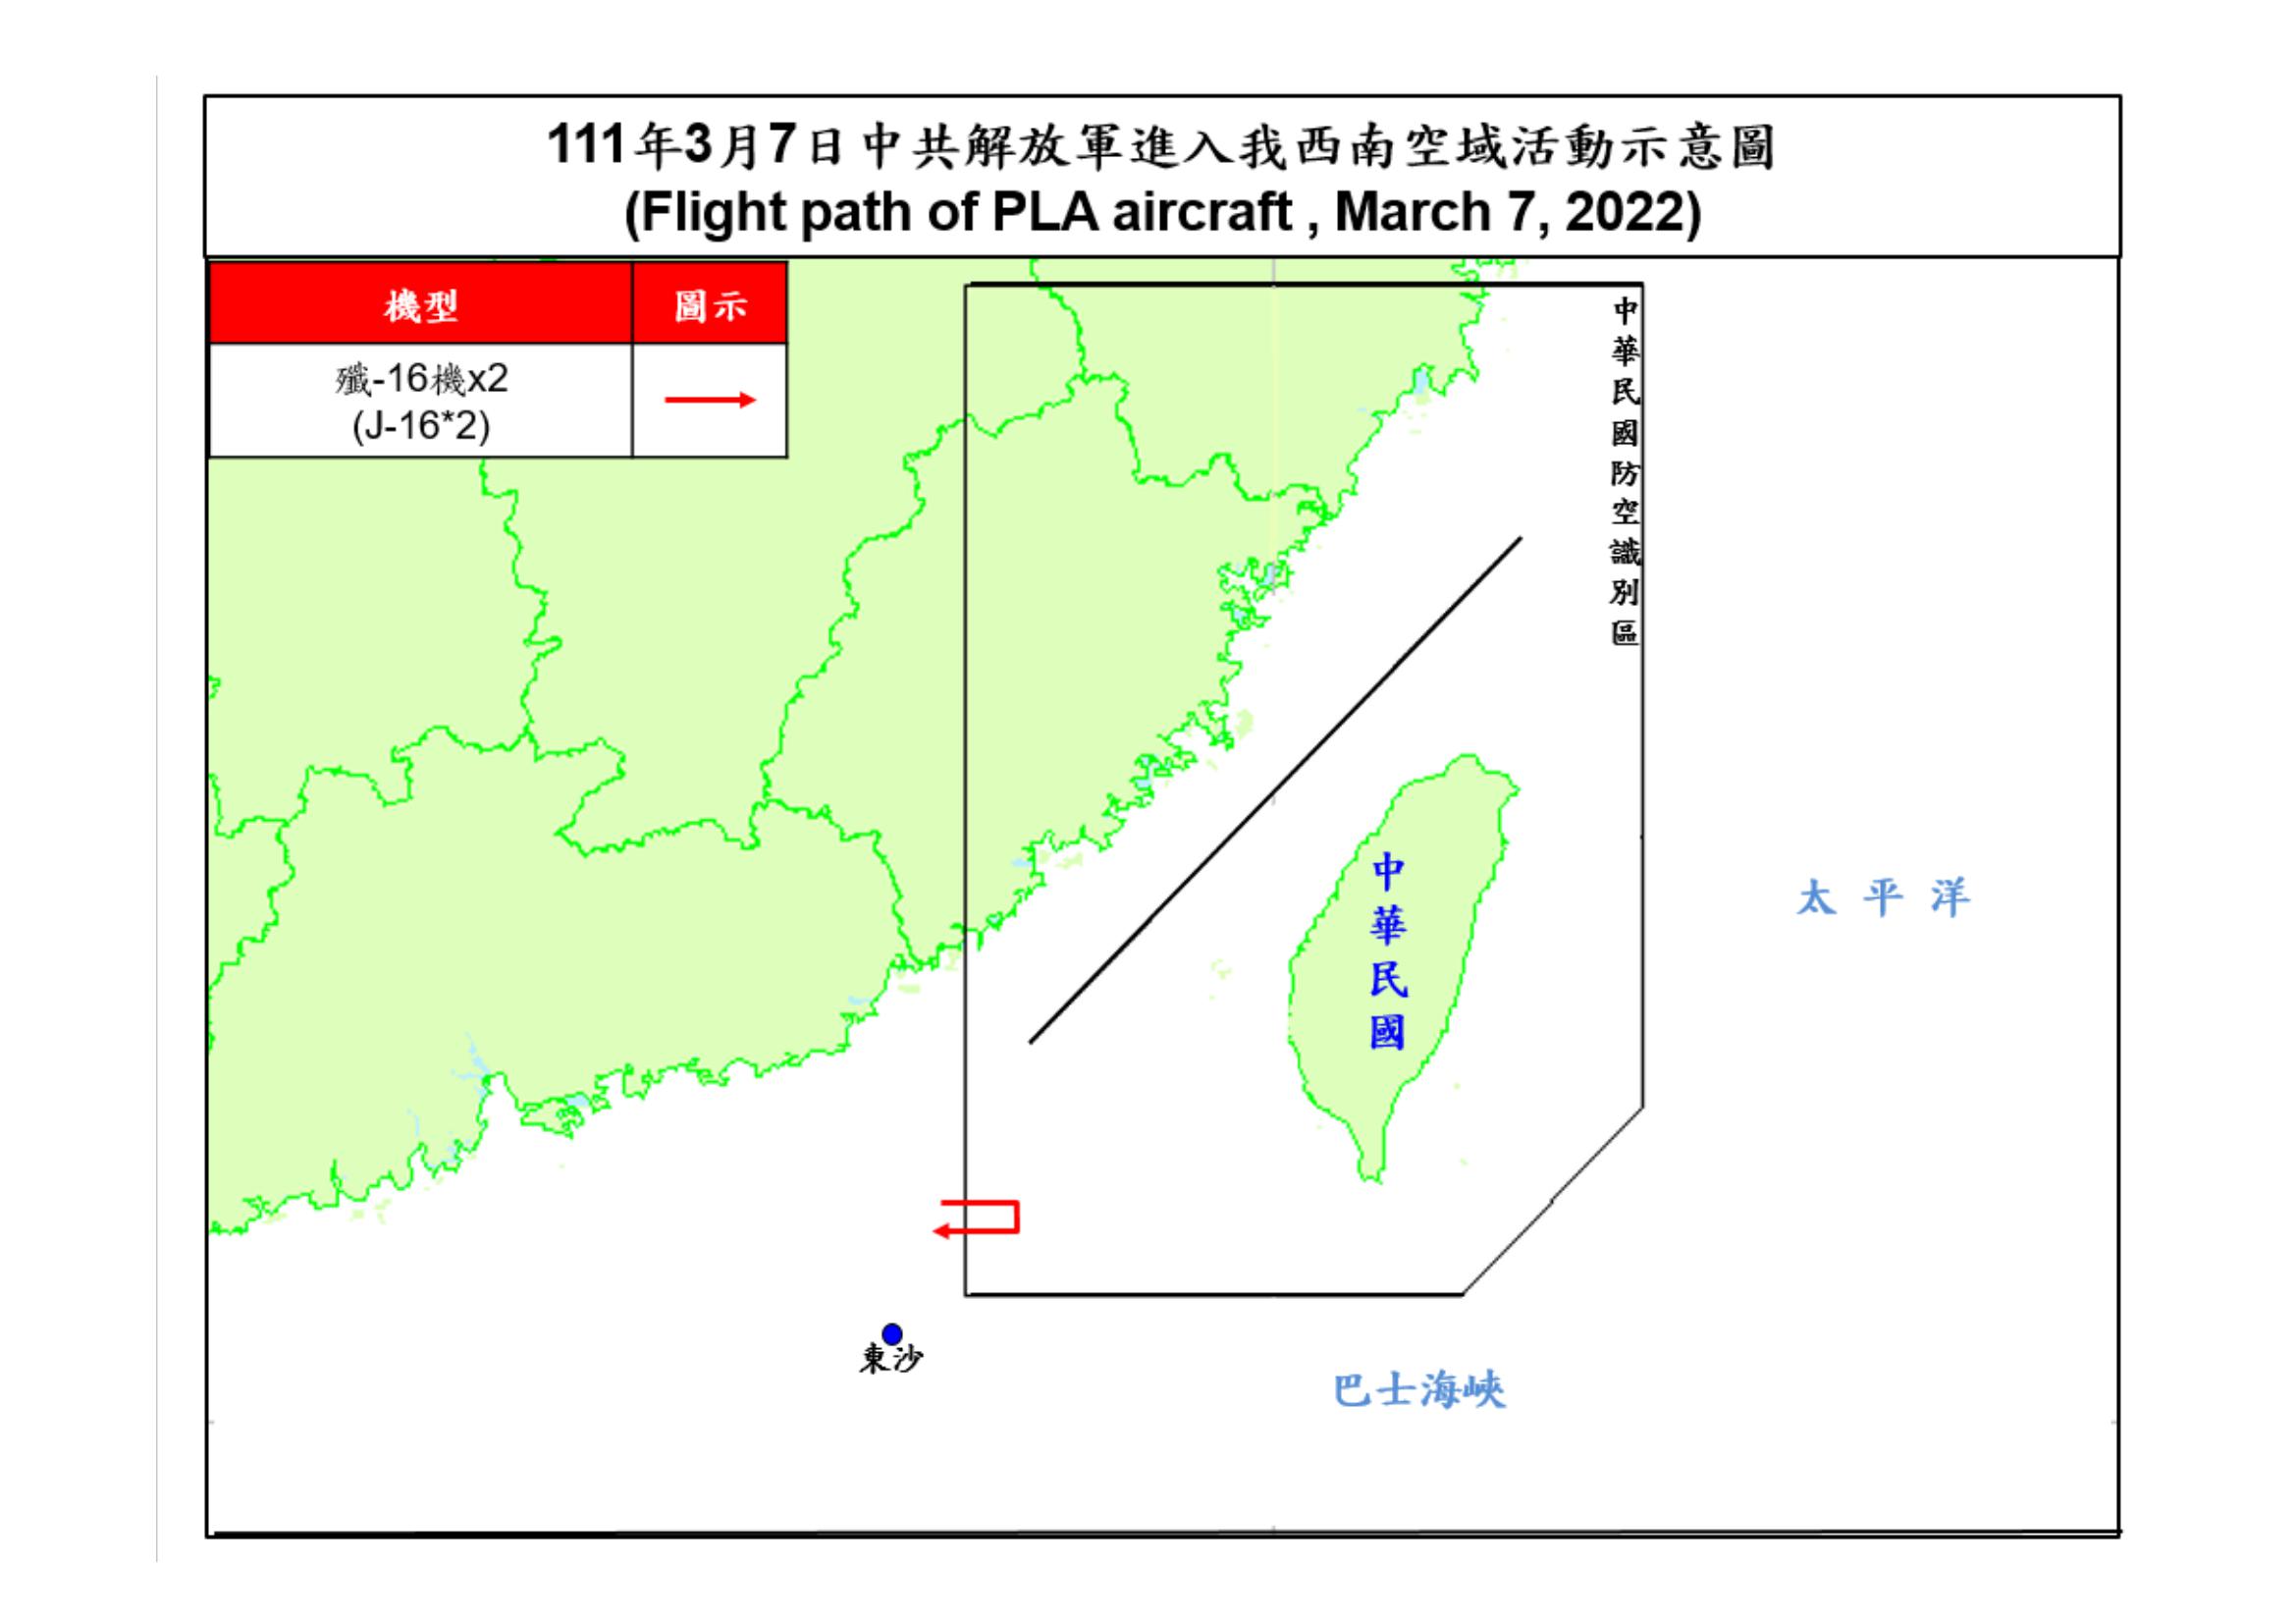 111年3月7日中共解放軍進入我西南空域活動示意圖
(Flight path of PLA aircraft , March 7, 2022)
機型
圖示
殲-16機x2
(J-16*2)
中華民國防空識別區
中華民國
太平洋
東沙
巴士海峽